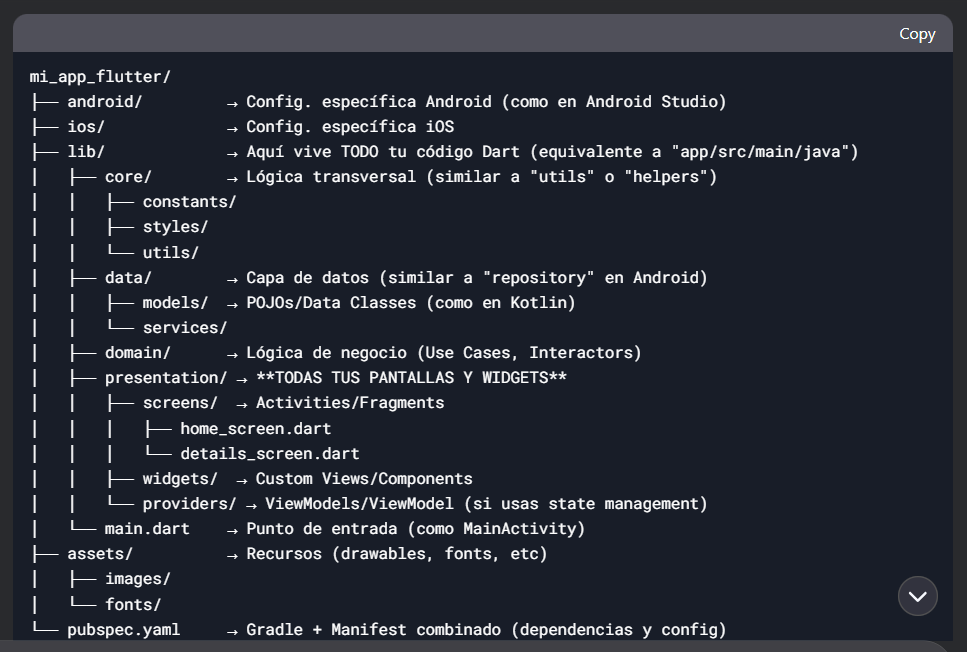 Copy
mi_app_flutter/
├── android/         → Config. específica Android (como en Android Studio)
├── ios/             → Config. específica iOS
├── lib/             → Aquí vive TODO tu código Dart (equivalente a "app/src/main/java")
│   ├── core/        → Lógica transversal (similar a "utils" o "helpers")
│   │   ├── constants/
│   │   ├── styles/
│   │   └── utils/
│   ├── data/        → Capa de datos (similar a "repository" en Android)
│   │   ├── models/  → POJOs/Data Classes (como en Kotlin)
│   │   └── services/
│   ├── domain/      → Lógica de negocio (Use Cases, Interactors)
│   ├── presentation/ → **TODAS TUS PANTALLAS Y WIDGETS**
│   │   ├── screens/  → Activities/Fragments
│   │   │   ├── home_screen.dart
│   │   │   └── details_screen.dart
│   │   ├── widgets/  → Custom Views/Components
│   │   └── providers/ → ViewModels/ViewModel (si usas state management)
│   └── main.dart    → Punto de entrada (como MainActivity)
├── assets/          → Recursos (drawables, fonts, etc)
│   ├── images/
│   └── fonts/
└── pubspec.yaml     → Gradle + Manifest combinado (dependencias y config)